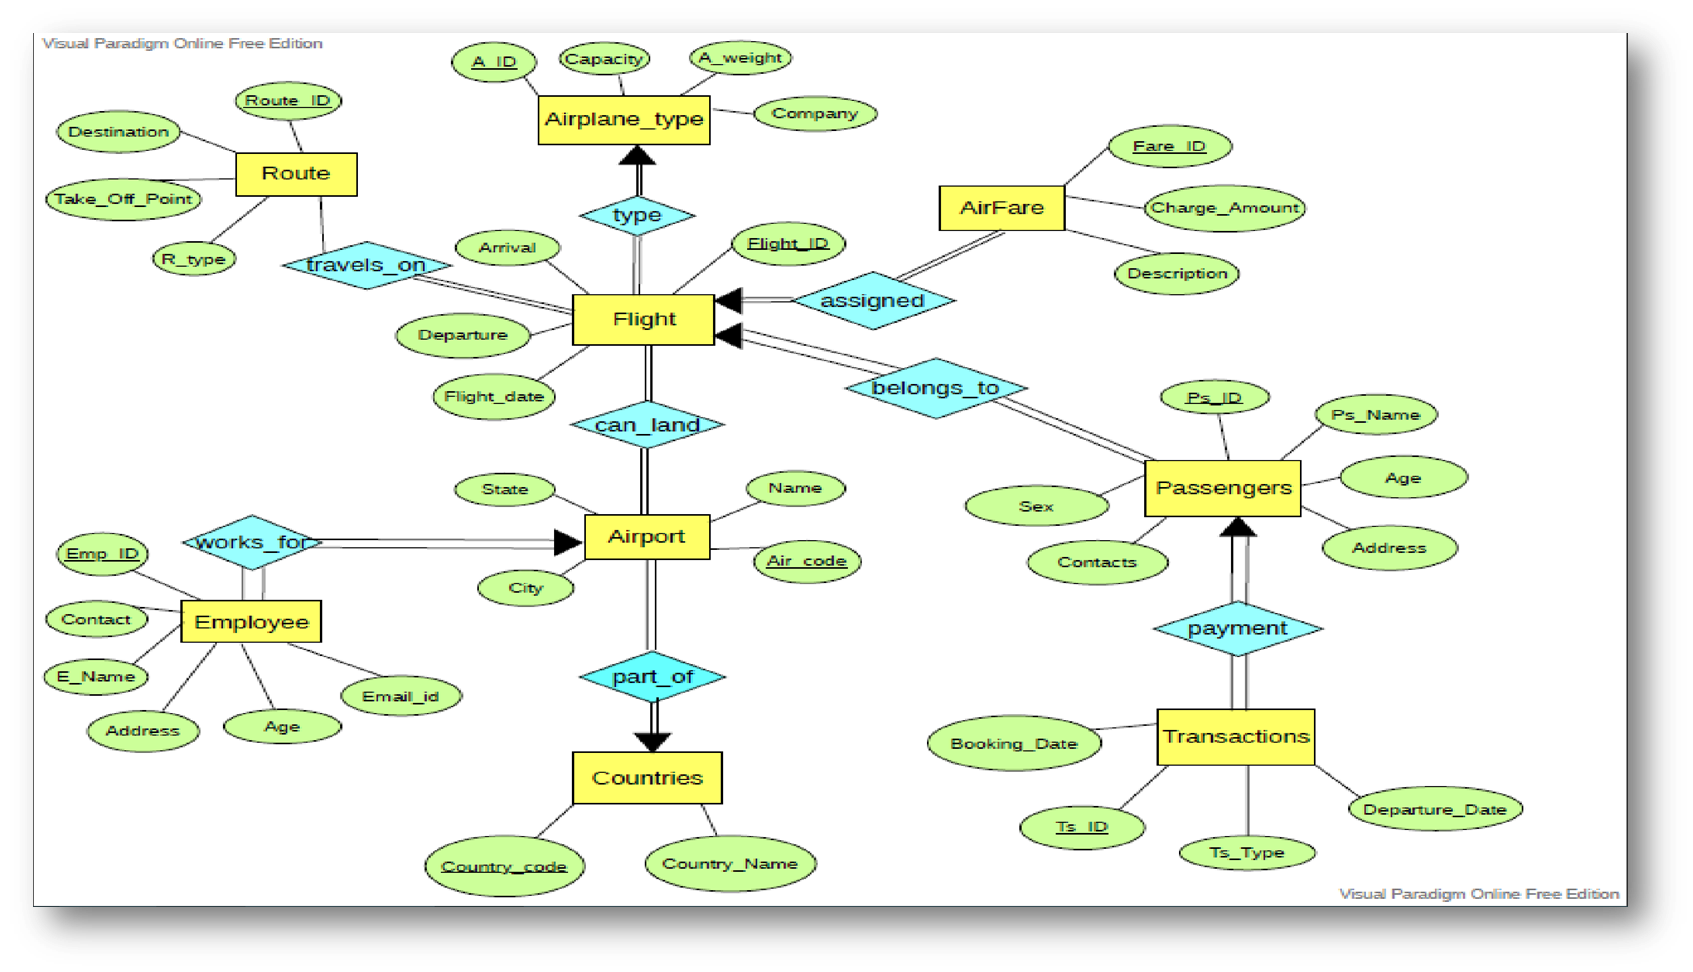 Visual Paradigm Online Free Edition
A_ID
Capacity
A_weight
Airplane_type
Company
Route_ID
Destination
Route
Take_Off_Point
R_type
travels_on
type
Fare_ID
AirFare
Charge_Amount
Description
assigned
Arrival
Flight_ID
Flight
Departure
Flight_date
belongs_to
can_land
Ps_ID
Ps_Name
Passengers
Age
Sex
Contacts
Address
State
Name
Airport
City
Air_code
works_for
Emp_ID
Contact
Employee
E_Name
Address
Age
Email_id
part_of
payment
Countries
Country_code
Country_Name
Transactions
Booking_Date
Ts_ID
Ts_Type
Departure_Date
Visual Paradigm Online Free Edition